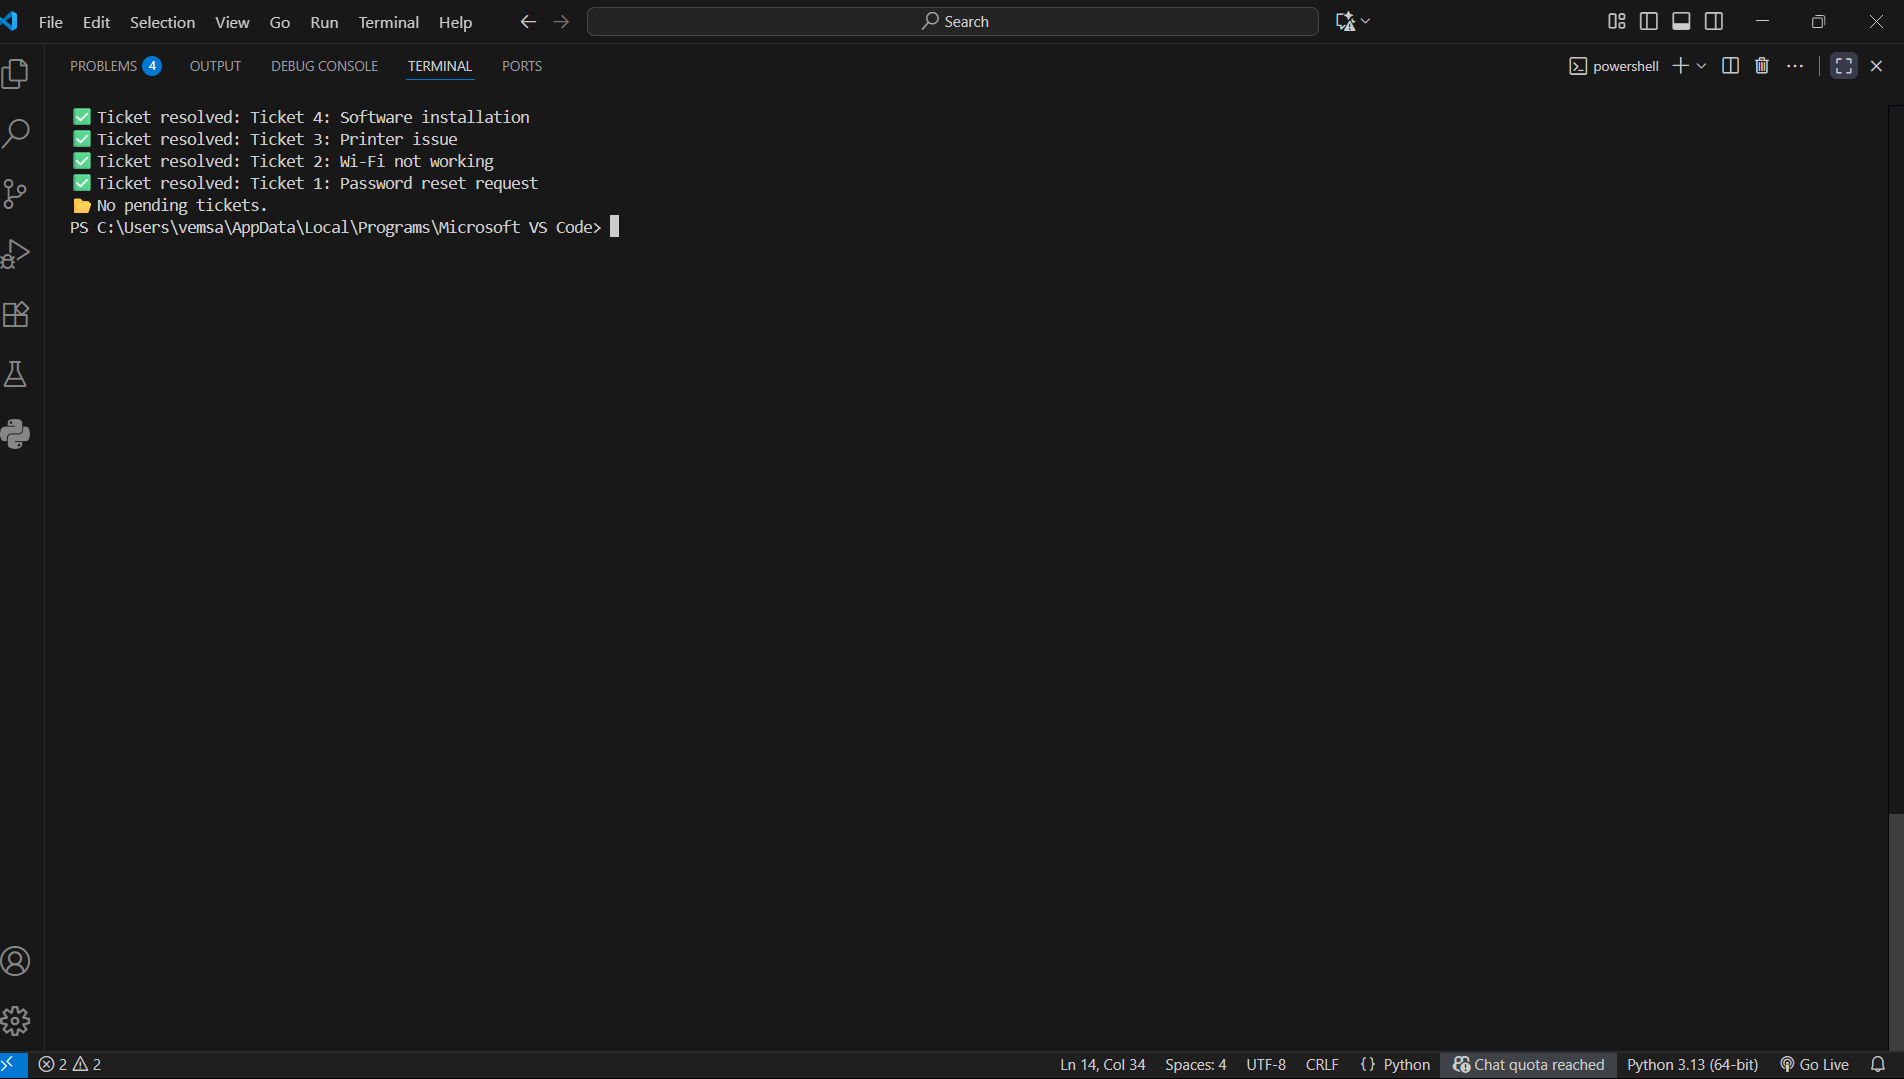 File Edit Selection View Go Run Terminal Help Search
PROBLEMS 4 OUTPUT DEBUG CONSOLE TERMINAL PORTS powershell
✅ Ticket resolved: Ticket 4: Software installation
✅ Ticket resolved: Ticket 3: Printer issue
✅ Ticket resolved: Ticket 2: Wi-Fi not working
✅ Ticket resolved: Ticket 1: Password reset request
📂 No pending tickets.
PS C:\Users\vemsa\AppData\Local\Programs\Microsoft VS Code>
2 2 Ln 14, Col 34 Spaces: 4 UTF-8 CRLF {} Python Chat quota reached Python 3.13 (64-bit) Go Live